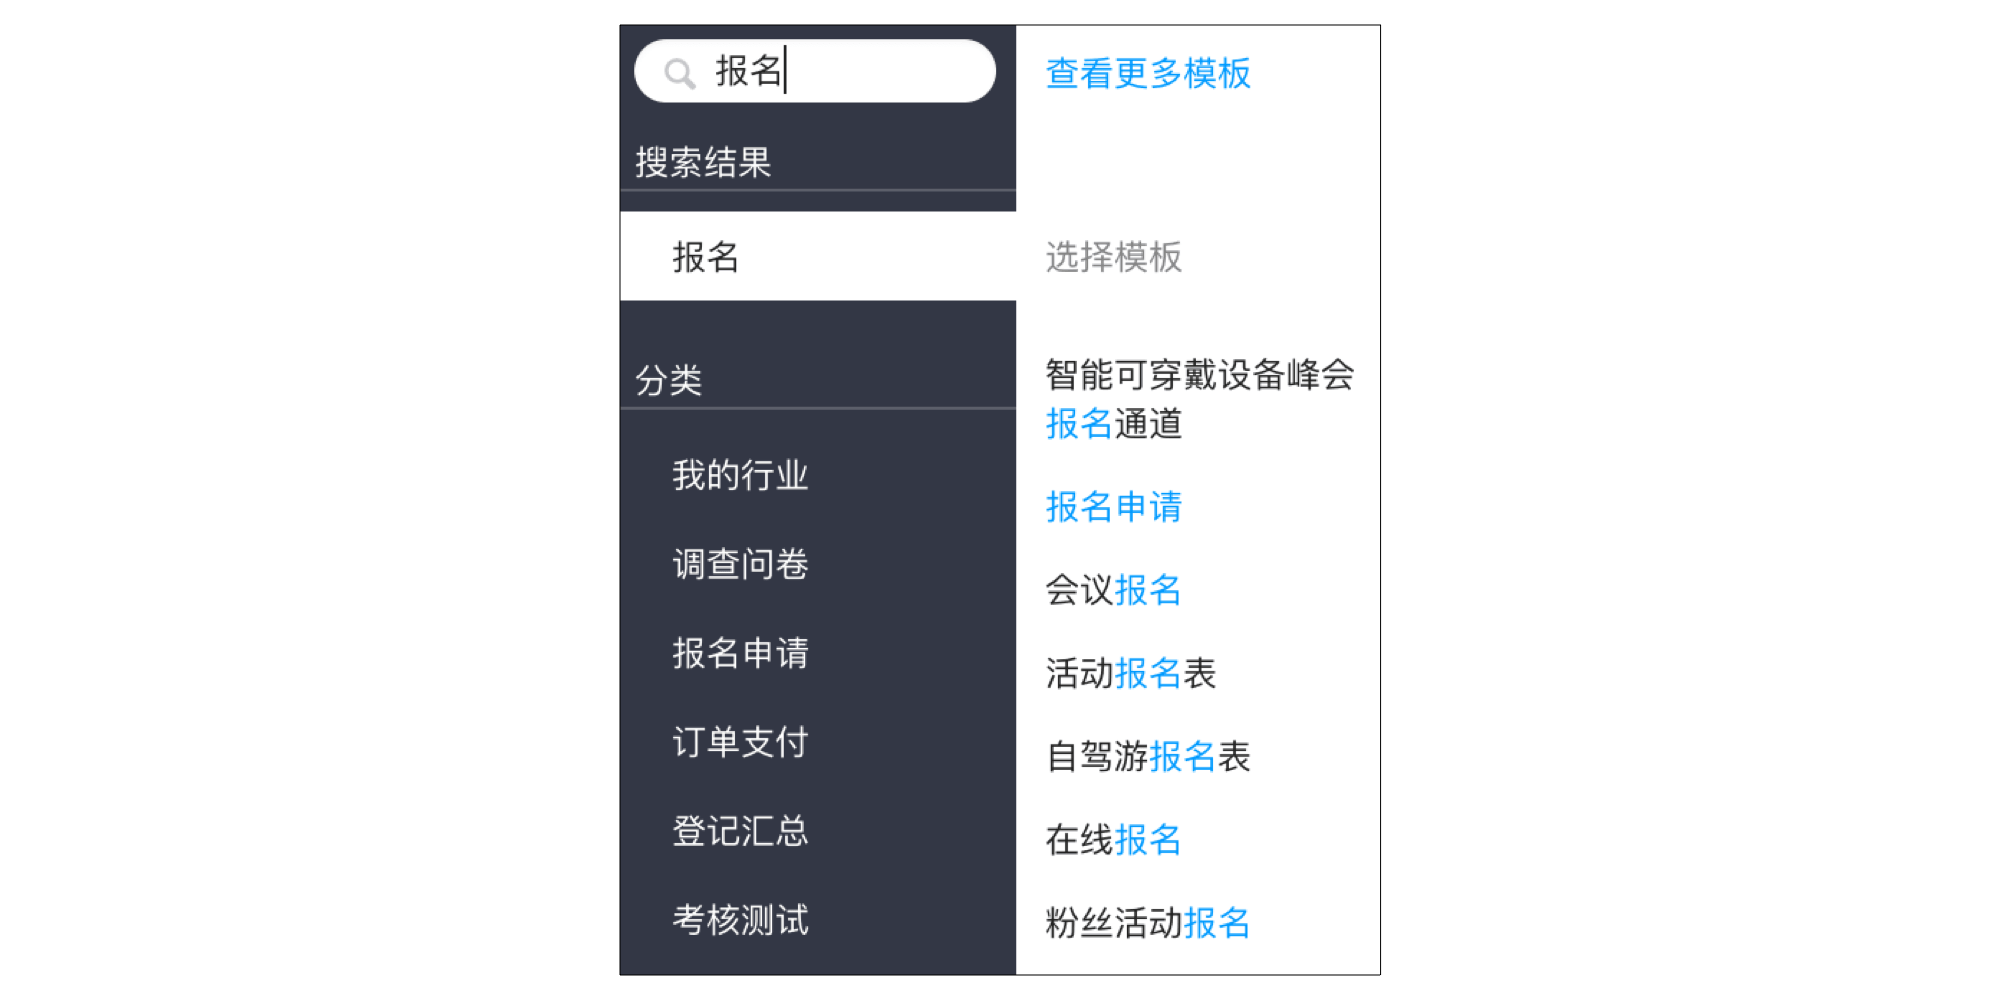 报名
搜索结果
报名
分类
我的行业
调查问卷
报名申请
订单支付
登记汇总
考核测试
查看更多模板
选择模板
智能可穿戴设备峰会
报名通道
报名申请
会议报名
活动报名表
自驾游报名表
在线报名
粉丝活动报名